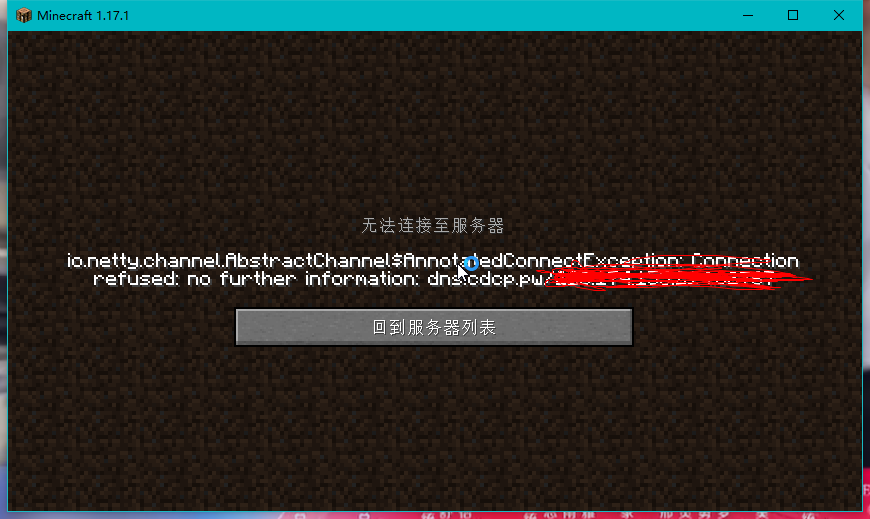 Minecraft 1.17.1
无法连接至服务器
io.netty.channel.AbstractChannel$AnnotatedConnectException: Connection
refused: no further information: dns\cdcp.pw/
回到服务器列表